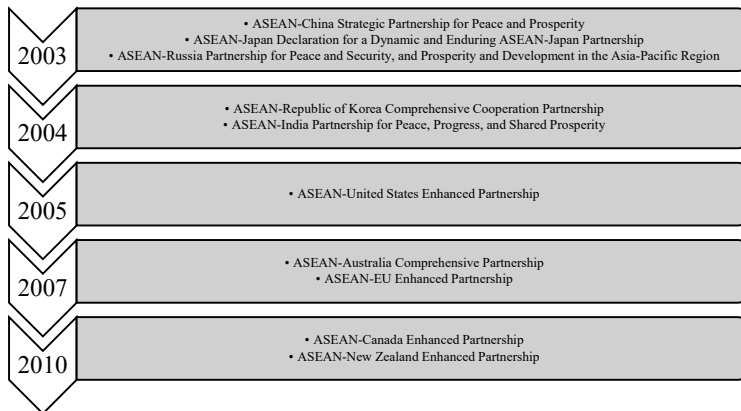 2003
• ASEAN-China Strategic Partnership for Peace and Prosperity
• ASEAN-Japan Declaration for a Dynamic and Enduring ASEAN-Japan Partnership
• ASEAN-Russia Partnership for Peace and Security, and Prosperity and Development in the Asia-Pacific Region
2004
• ASEAN-Republic of Korea Comprehensive Cooperation Partnership
• ASEAN-India Partnership for Peace, Progress, and Shared Prosperity
2005
• ASEAN-United States Enhanced Partnership
2007
• ASEAN-Australia Comprehensive Partnership
• ASEAN-EU Enhanced Partnership
2010
• ASEAN-Canada Enhanced Partnership
• ASEAN-New Zealand Enhanced Partnership